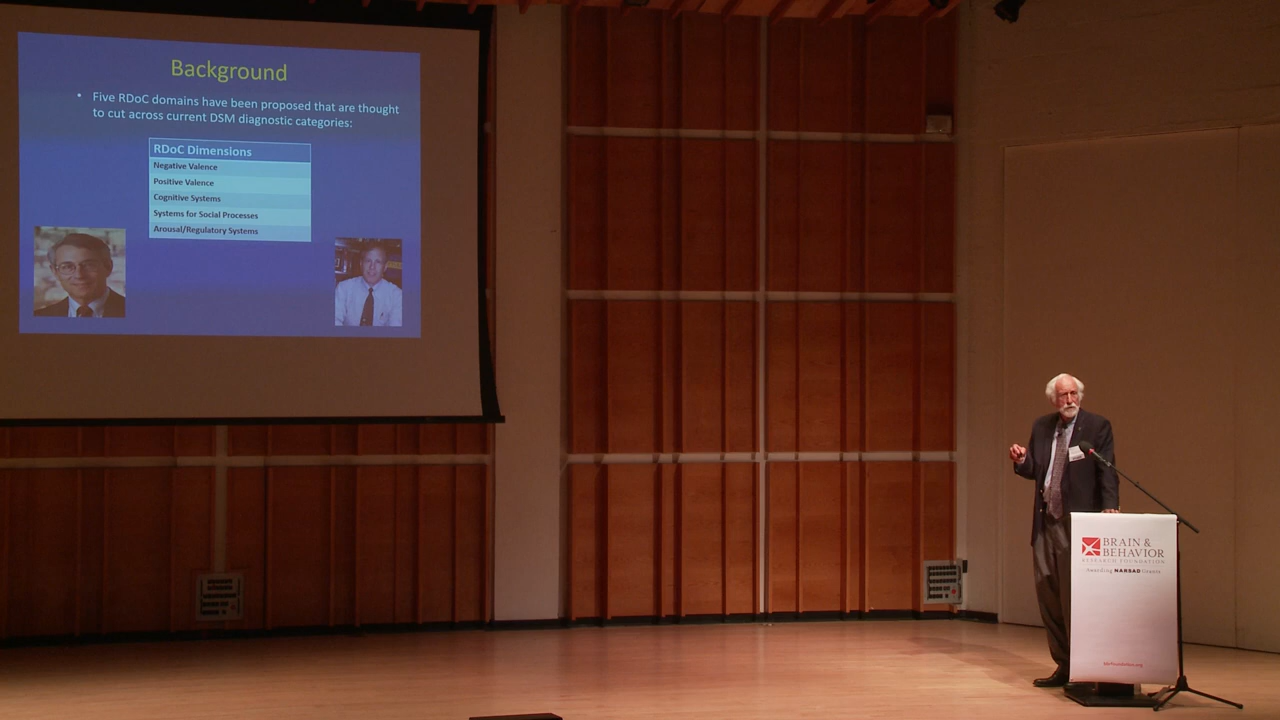 Background
• Five RDoC domains have been proposed that are thought
to cut across current DSM diagnostic categories:
RDoC Dimensions
Negative Valence
Positive Valence
Cognitive Systems
Systems for Social Processes
Arousal/Regulatory Systems
BRAIN &
BEHAVIOR
RESEARCH FOUNDATION
Awarding NARSAD Grants
bbrfoundation.org